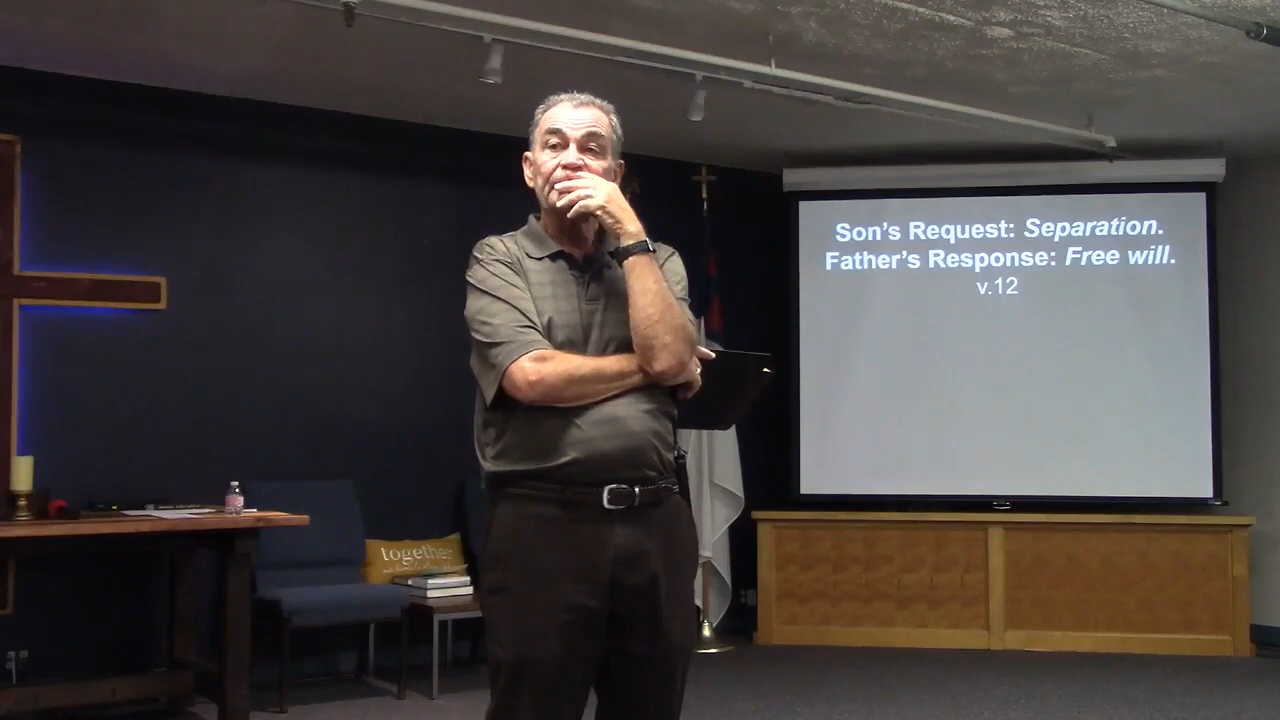 Son's Request: Separation.
Father's Response: Free will.
v.12
together